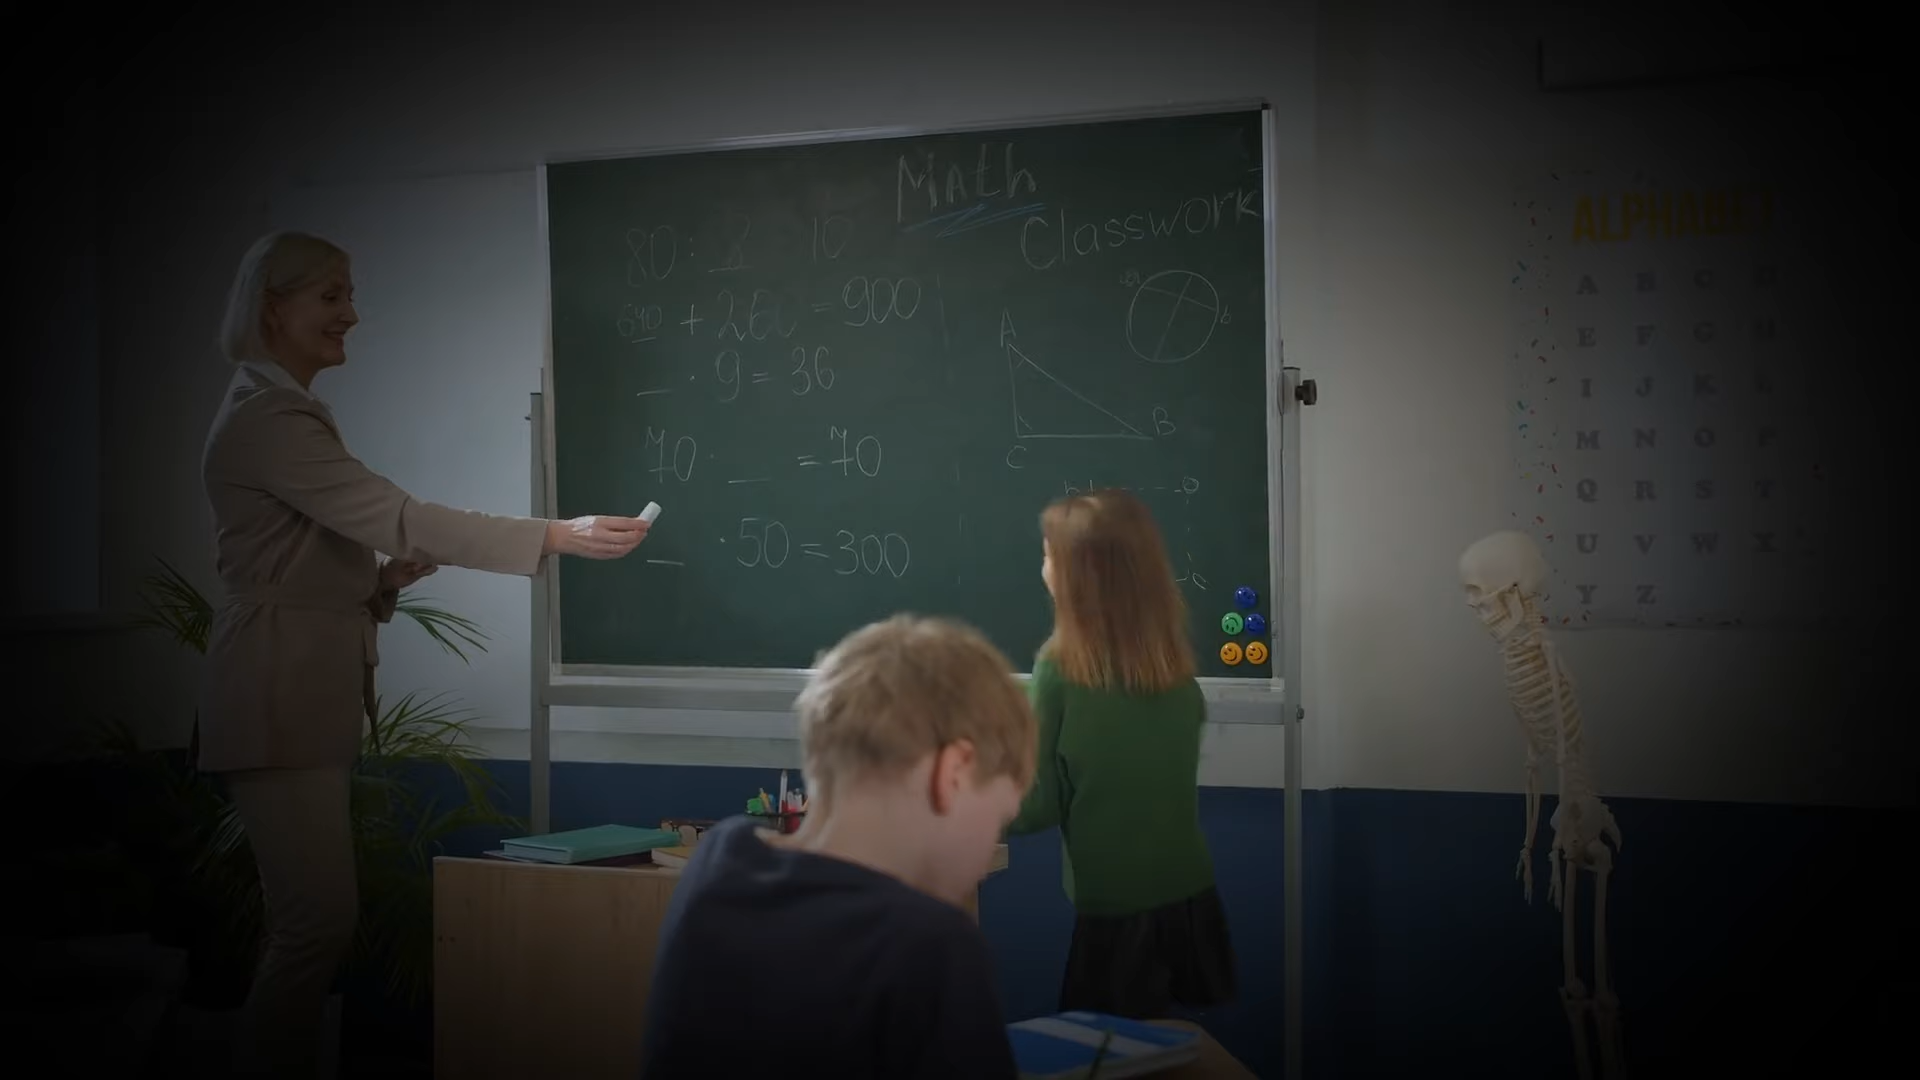 Math
Classwork
80 : 8 10
640 + 260 = 900
_ · 9 = 36
70 · _ = 70
_ · 50 = 300
A
B
C
ALPHABET
A B C D
E F G H
I J K L
M N O P
Q R S T
U V W X
Y Z